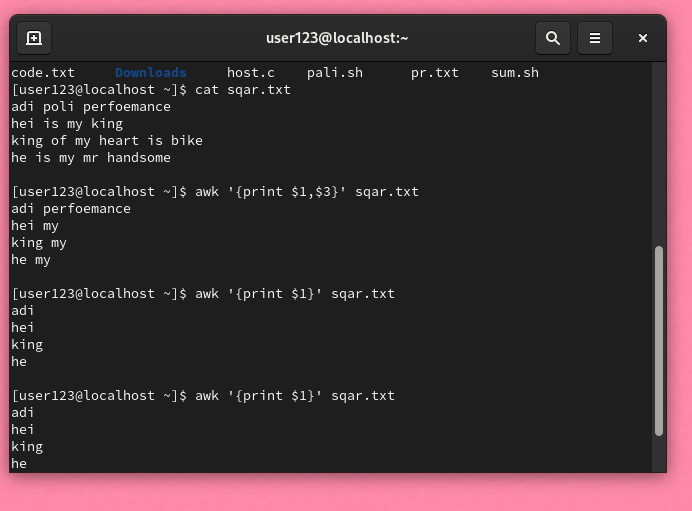 user123@localhost:~
code.txt Downloads host.c pali.sh pr.txt sum.sh
[user123@localhost ~]$ cat sqar.txt
adi poli perfoemance
hei is my king
king of my heart is bike
he is my mr handsome
[user123@localhost ~]$ awk '{print $1,$3}' sqar.txt
adi perfoemance
hei my
king my
he my
[user123@localhost ~]$ awk '{print $1}' sqar.txt
adi
hei
king
he
[user123@localhost ~]$ awk '{print $1}' sqar.txt
adi
hei
king
he